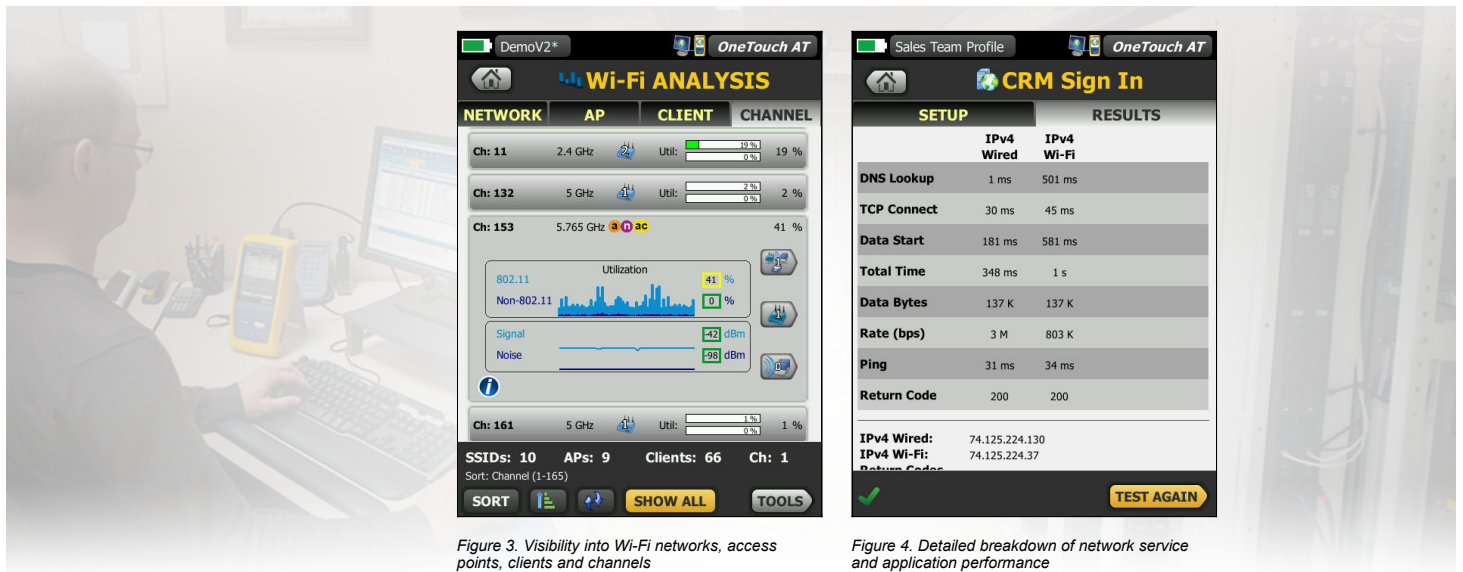 DemoV2*
OneTouch AT
Wi-Fi ANALYSIS
NETWORK AP CLIENT CHANNEL
Ch: 11 2.4 GHz 2 Util: 19 % 0 % 19 %
Ch: 132 5 GHz 1 Util: 2 % 0 % 2 %
Ch: 153 5.765 GHz a n ac 41 %
Utilization
802.11 41 %
Non-802.11 0 %
Signal -42 dBm
Noise -98 dBm
Ch: 161 5 GHz 1 Util: 1 % 0 % 1 %
SSIDs: 10 APs: 9 Clients: 66 Ch: 1
Sort: Channel (1-165)
SORT SHOW ALL TOOLS
Figure 3. Visibility into Wi-Fi networks, access
points, clients and channels
Sales Team Profile
OneTouch AT
CRM Sign In
SETUP RESULTS
IPv4 IPv4
Wired Wi-Fi
DNS Lookup 1 ms 501 ms
TCP Connect 30 ms 45 ms
Data Start 181 ms 581 ms
Total Time 348 ms 1 s
Data Bytes 137 K 137 K
Rate (bps) 3 M 803 K
Ping 31 ms 34 ms
Return Code 200 200
IPv4 Wired: 74.125.224.130
IPv4 Wi-Fi: 74.125.224.37
Return Codes
TEST AGAIN
Figure 4. Detailed breakdown of network service
and application performance